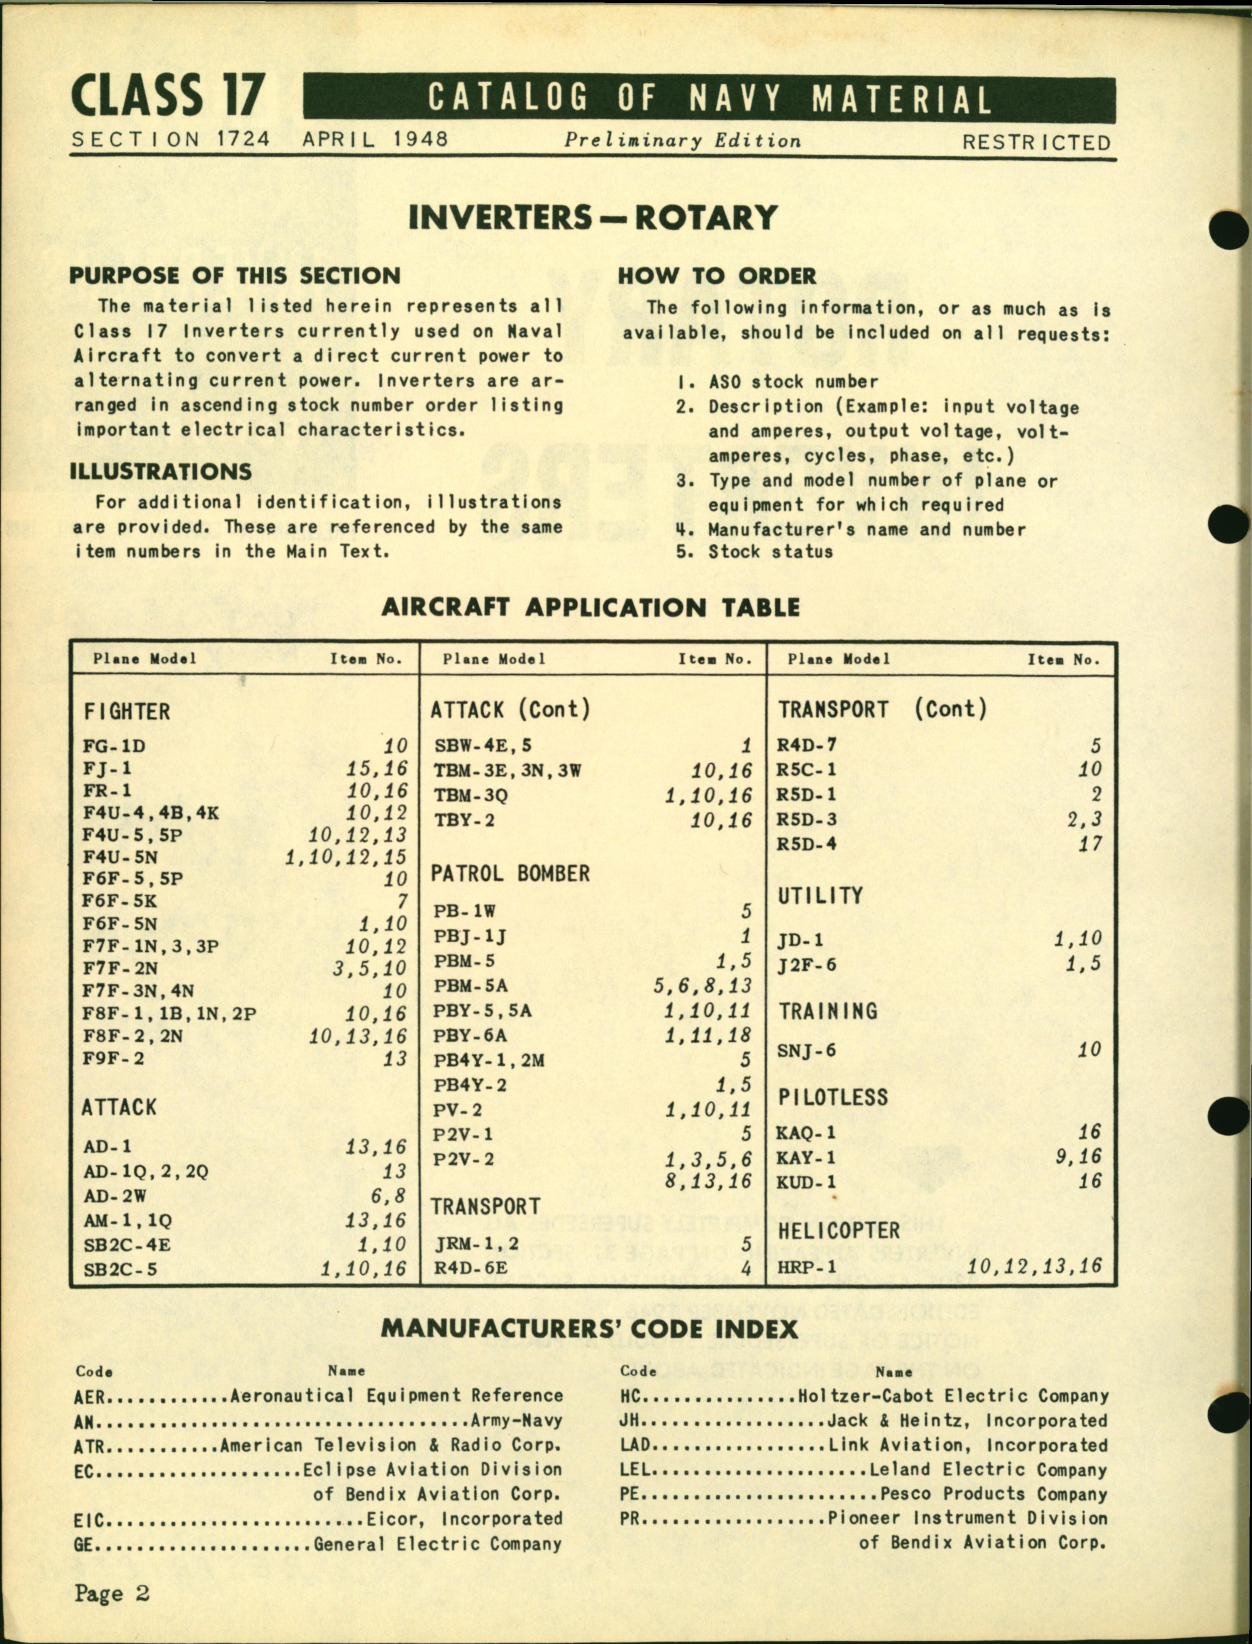 CLASS 17
CATALOG OF NAVY MATERIAL
SECTION 1724 APRIL 1948 Preliminary Edition RESTRICTED
INVERTERS — ROTARY
PURPOSE OF THIS SECTION
The material listed herein represents all
Class 17 Inverters currently used on Naval
Aircraft to convert a direct current power to
alternating current power. Inverters are ar-
ranged in ascending stock number order listing
important electrical characteristics.
ILLUSTRATIONS
For additional identification, illustrations
are provided. These are referenced by the same
item numbers in the Main Text.
HOW TO ORDER
The following information, or as much as is
available, should be included on all requests:
1. ASO stock number
2. Description (Example: input voltage
and amperes, output voltage, volt-
amperes, cycles, phase, etc.)
3. Type and model number of plane or
equipment for which required
4. Manufacturer's name and number
5. Stock status
AIRCRAFT APPLICATION TABLE
Plane Model Item No.
FIGHTER
FG-1D 10
FJ-1 15,16
FR-1 10,16
F4U-4,4B,4K 10,12
F4U-5,5P 10,12,13
F4U-5N 1,10,12,15
F6F-5,5P 10
F6F-5K 7
F6F-5N 1,10
F7F-1N,3,3P 10,12
F7F-2N 3,5,10
F7F-3N,4N 10
F8F-1,1B,1N,2P 10,16
F8F-2,2N 10,13,16
F9F-2 13
ATTACK
AD-1 13,16
AD-1Q,2,2Q 13
AD-2W 6,8
AM-1,1Q 13,16
SB2C-4E 1,10
SB2C-5 1,10,16
Plane Model Item No.
ATTACK (Cont)
SBW-4E,5 1
TBM-3E,3N,3W 10,16
TBM-3Q 1,10,16
TBY-2 10,16
PATROL BOMBER
PB-1W 5
PBJ-1J 1
PBM-5 1,5
PBM-5A 5,6,8,13
PBY-5,5A 1,10,11
PBY-6A 1,11,18
PB4Y-1,2M 5
PB4Y-2 1,5
PV-2 1,10,11
P2V-1 5
P2V-2 1,3,5,6
8,13,16
TRANSPORT
JRM-1,2 5
R4D-6E 4
Plane Model Item No.
TRANSPORT (Cont)
R4D-7 5
R5C-1 10
R5D-1 2
R5D-3 2,3
R5D-4 17
UTILITY
JD-1 1,10
J2F-6 1,5
TRAINING
SNJ-6 10
PILOTLESS
KAQ-1 16
KAY-1 9,16
KUD-1 16
HELICOPTER
HRP-1 10,12,13,16
MANUFACTURERS' CODE INDEX
Code Name
AER............Aeronautical Equipment Reference
AN...................................Army-Navy
ATR...........American Television & Radio Corp.
EC....................Eclipse Aviation Division
of Bendix Aviation Corp.
EIC.........................Eicor, Incorporated
GE.....................General Electric Company
Code Name
HC...............Holtzer-Cabot Electric Company
JH..................Jack & Heintz, Incorporated
LAD.................Link Aviation, Incorporated
LEL.....................Leland Electric Company
PE.......................Pesco Products Company
PR..................Pioneer Instrument Division
of Bendix Aviation Corp.
Page 2